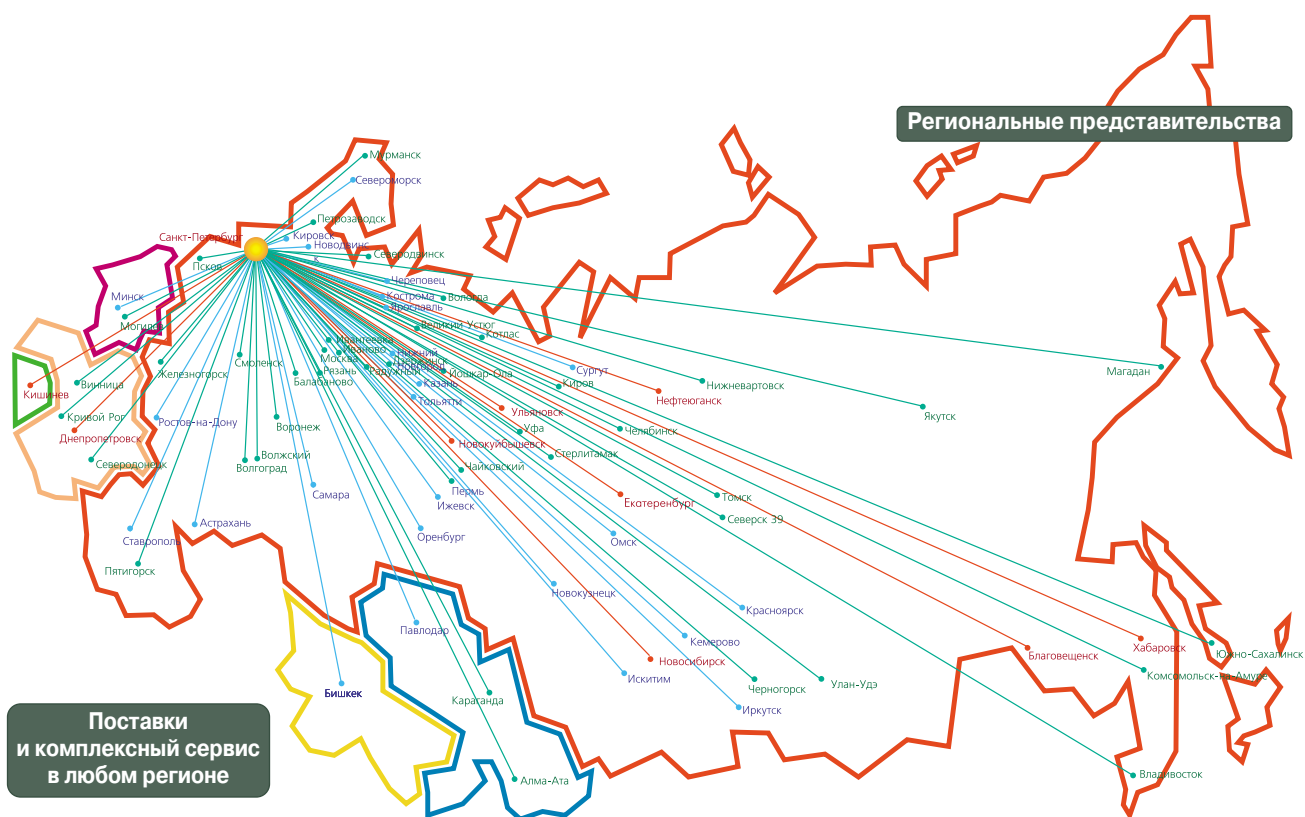 Региональные представительства
Мурманск
Североморск
Петрозаводск
Санкт-Петербург
Кировск
Новодвинс
к
Северодвинск
Псков
Череповец
Минск
Кострома
Вологда
Ярославль
Могилев
Великий Устюг
Котлас
Ивантеевка
Иваново
Москва
Нижний
Новгород
Смоленск
Железногорск
Рязань
Радужный
Йошкар-Ола
Сургут
Магадан
Балабаново
Казань
Киров
Нижневартовск
Винница
Кишинев
Тольятти
Нефтеюганск
Якутск
Ульяновск
Кривой Рог
Ростов-на-Дону
Воронеж
Уфа
Челябинск
Днепропетровск
Новокуйбышевск
Волжский
Стерлитамак
Северодонецк
Волгоград
Чайковский
Пермь
Самара
Ижевск
Томск
Екатеренбург
Северск 39
Астрахань
Оренбург
Омск
Ставрополь
Пятигорск
Новокузнецк
Красноярск
Павлодар
Кемерово
Хабаровск
Южно-Сахалинск
Благовещенск
Новосибирск
Искитим
Комсомольск-на-Амуре
Черногорск
Улан-Удэ
Бишкек
Караганда
Иркутск
Поставки
и комплексный сервис
в любом регионе
Алма-Ата
Владивосток